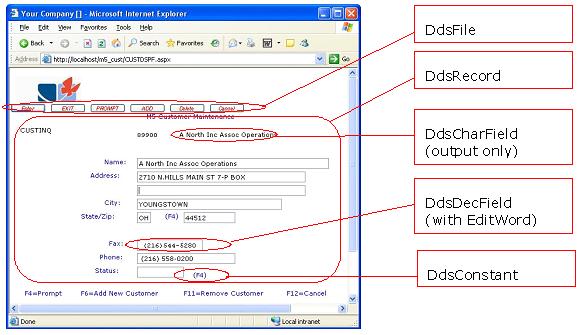 Your Company [] - Microsoft Internet Explorer
File Edit View Favorites Tools Help
Back Search Favorites
Address http://localhost/m5_cust/CUSTDSPF.aspx Go
Enter EXIT PROMPT ADD Delete Cancel
M5 Customer Maintenance
CUSTINQ
89900 A North Inc Assoc Operation
Name: A North Inc Assoc Operations
Address: 2710 N.HILLS MAIN ST 7-P BOX
City: YOUNGSTOWN
State/Zip: OH (F4) 44512
Fax: (216) 544-5280
Phone: (216) 558-0200
Status: (F4)
F4=Prompt F6=Add New Customer F11=Remove Customer F12=Cancel
Done Local intranet
DdsFile
DdsRecord
DdsCharField
(output only)
DdsDecField
(with EditWord)
DdsConstant